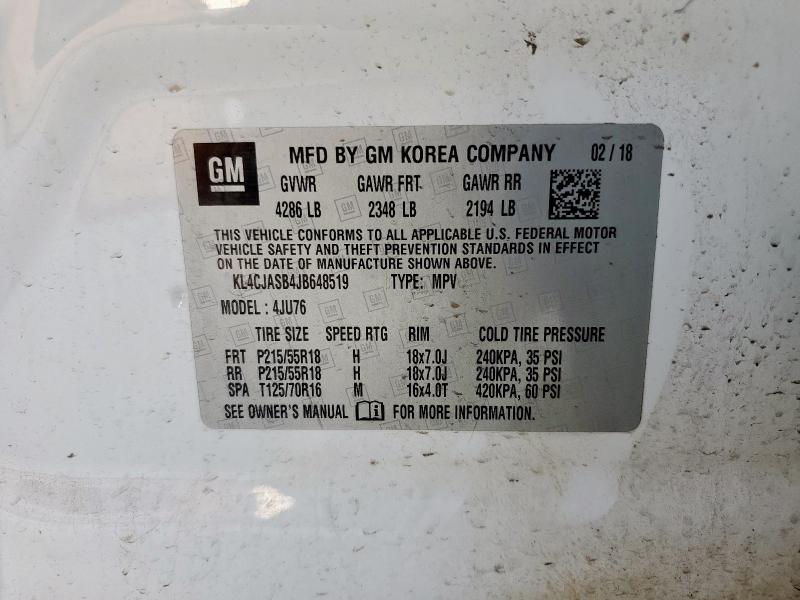 GM MFD BY GM KOREA COMPANY 02 / 18
GVWR GAWR FRT GAWR RR
4286 LB 2348 LB 2194 LB
THIS VEHICLE CONFORMS TO ALL APPLICABLE U.S. FEDERAL MOTOR
VEHICLE SAFETY AND THEFT PREVENTION STANDARDS IN EFFECT
ON THE DATE OF MANUFACTURE SHOWN ABOVE.
KL4CJASB4JB648519 TYPE: MPV
MODEL : 4JU76
TIRE SIZE SPEED RTG RIM COLD TIRE PRESSURE
FRT P215/55R18 H 18x7.0J 240KPA, 35 PSI
RR P215/55R18 H 18x7.0J 240KPA, 35 PSI
SPA T125/70R16 M 16x4.0T 420KPA, 60 PSI
SEE OWNER'S MANUAL FOR MORE INFORMATION.